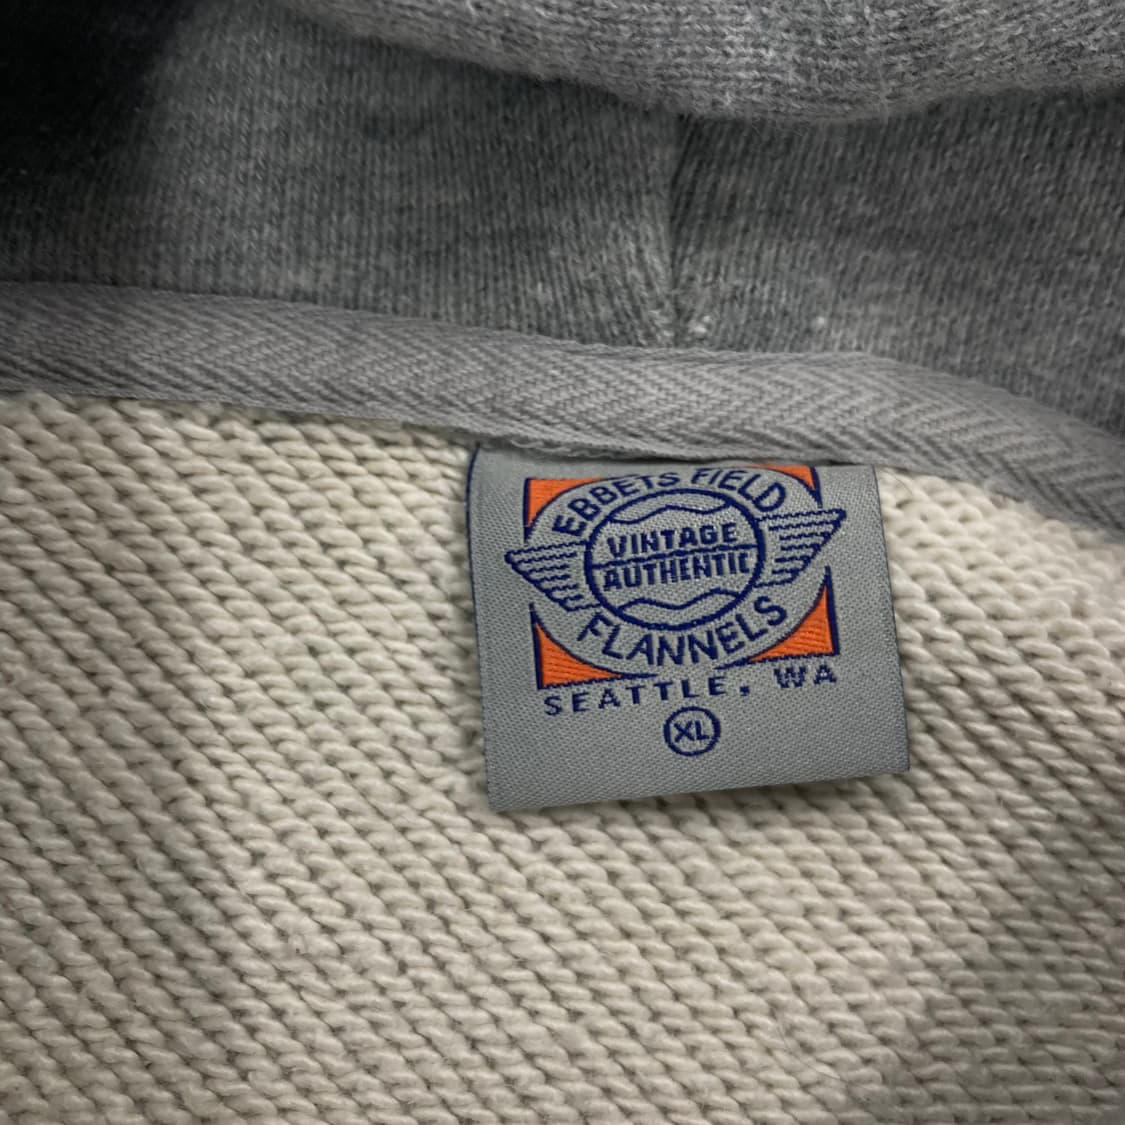 EBBETS FIELD
VINTAGE
AUTHENTIC
FLANNELS
SEATTLE, WA
XL